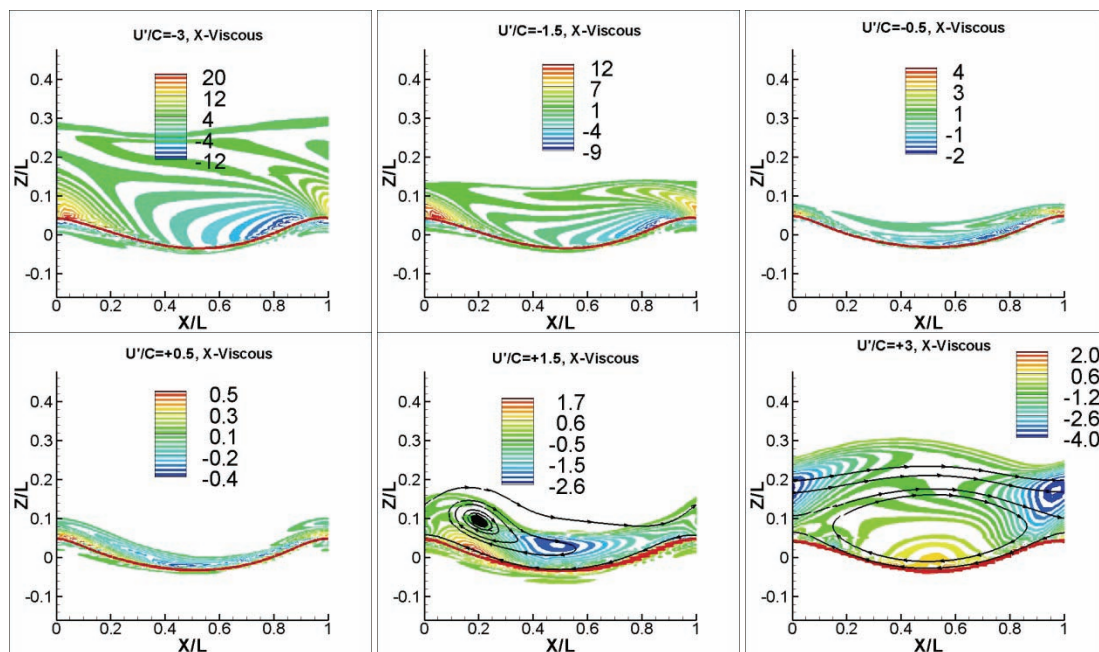 U'/C=-3, X-Viscous
20
12
4
-4
-12
Z/L
0.4
0.3
0.2
0.1
0
-0.1
0 0.2 0.4 0.6 0.8 1
X/L
U'/C=-1.5, X-Viscous
12
7
1
-4
-9
Z/L
0.4
0.3
0.2
0.1
0
-0.1
0 0.2 0.4 0.6 0.8 1
X/L
U'/C=-0.5, X-Viscous
4
3
1
-1
-2
Z/L
0.4
0.3
0.2
0.1
0
-0.1
0 0.2 0.4 0.6 0.8 1
X/L
U'/C=+0.5, X-Viscous
0.5
0.3
0.1
-0.2
-0.4
Z/L
0.4
0.3
0.2
0.1
0
-0.1
0 0.2 0.4 0.6 0.8 1
X/L
U'/C=+1.5, X-Viscous
1.7
0.6
-0.5
-1.5
-2.6
Z/L
0.4
0.3
0.2
0.1
0
-0.1
0 0.2 0.4 0.6 0.8 1
X/L
U'/C=+3, X-Viscous
2.0
0.6
-1.2
-2.6
-4.0
Z/L
0.4
0.3
0.2
0.1
0
-0.1
0 0.2 0.4 0.6 0.8 1
X/L